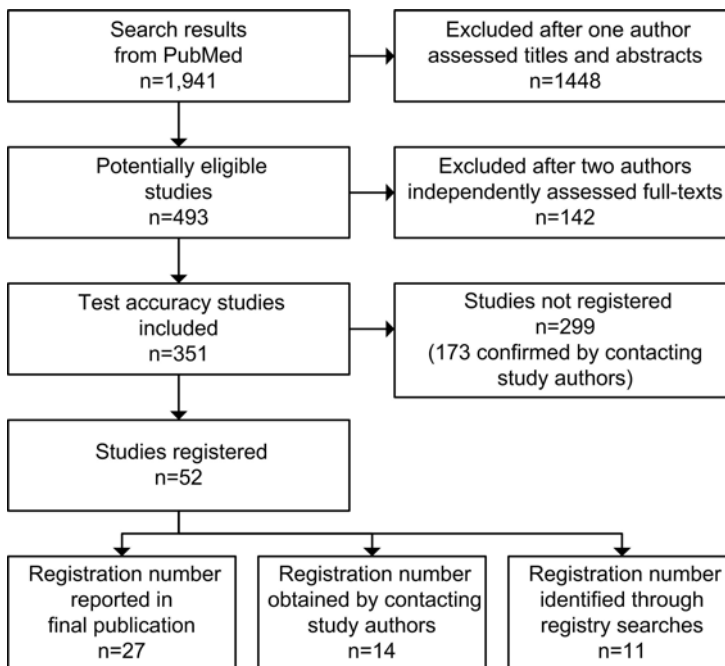 Search results
from PubMed
n=1,941
Excluded after one author
assessed titles and abstracts
n=1448
Potentially eligible
studies
n=493
Excluded after two authors
independently assessed full-texts
n=142
Test accuracy studies
included
n=351
Studies not registered
n=299
(173 confirmed by contacting
study authors)
Studies registered
n=52
Registration number
reported in
final publication
n=27
Registration number
obtained by contacting
study authors
n=14
Registration number
identified through
registry searches
n=11